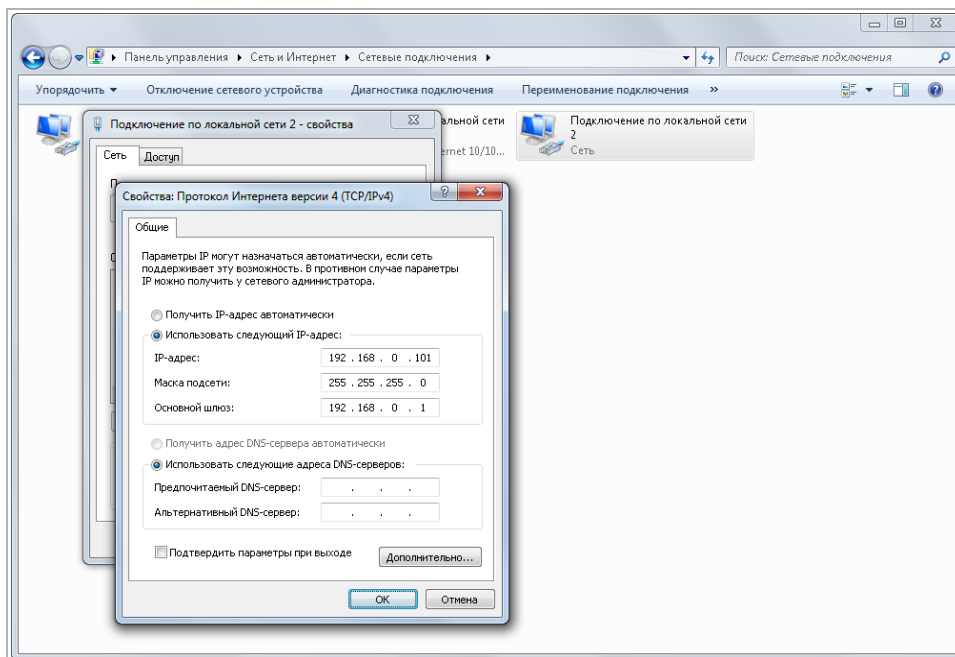 Панель управления ▸ Сеть и Интернет ▸ Сетевые подключения ▸
Поиск: Сетевые подключения
Упорядочить Отключение сетевого устройства Диагностика подключения Переименование подключения »
Подключение по локальной сети 2 - свойства
альной сети
ernet 10/10...
Подключение по локальной сети
2
Сеть
Сеть Доступ
Свойства: Протокол Интернета версии 4 (TCP/IPv4)
Общие
Параметры IP могут назначаться автоматически, если сеть
поддерживает эту возможность. В противном случае параметры
IP можно получить у сетевого администратора.
Получить IP-адрес автоматически
Использовать следующий IP-адрес:
IP-адрес: 192 . 168 . 0 . 101
Маска подсети: 255 . 255 . 255 . 0
Основной шлюз: 192 . 168 . 0 . 1
Получить адрес DNS-сервера автоматически
Использовать следующие адреса DNS-серверов:
Предпочитаемый DNS-сервер: . . .
Альтернативный DNS-сервер: . . .
Подтвердить параметры при выходе
Дополнительно...
ОК Отмена